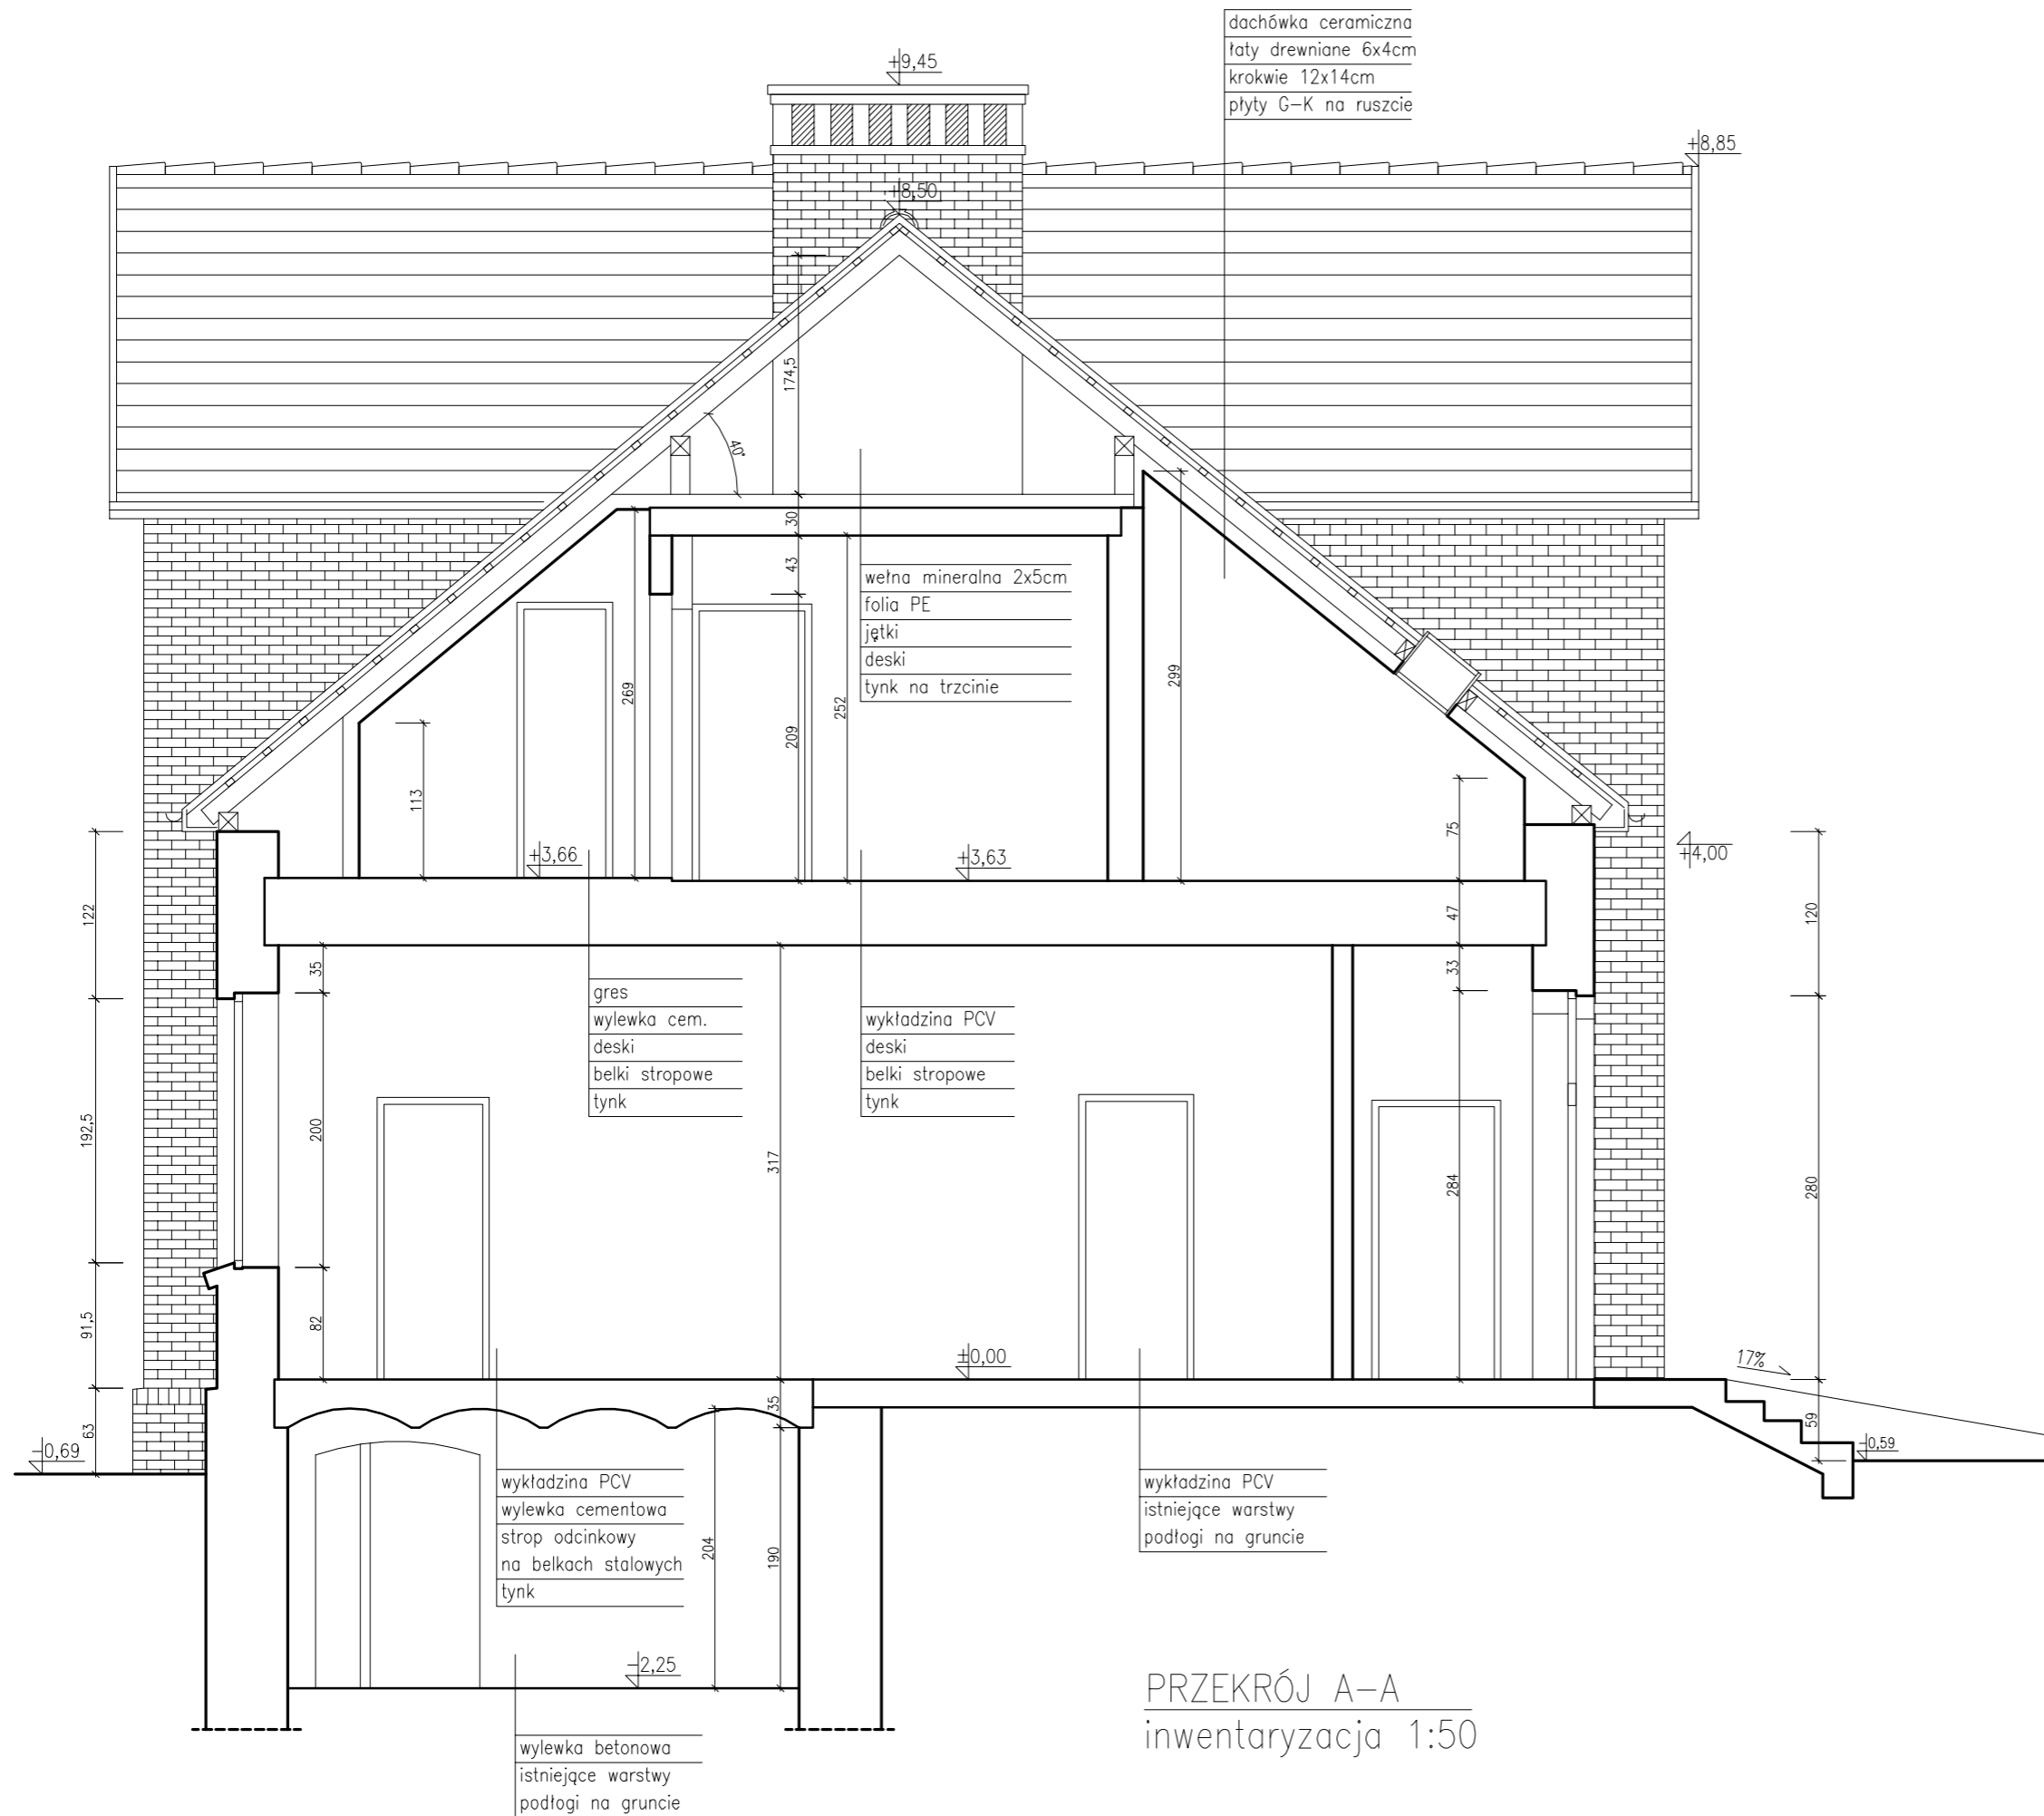 dachówka ceramiczna
łaty drewniane 6x4cm
krokwie 12x14cm
płyty G-K na ruszcie
+9,45
+8,85
+8,50
174,5
40°
30
43
wełna mineralna 2x5cm
folia PE
jętki
deski
tynk na trzcinie
269
252
209
299
113
75
+3,66
+3,63
+4,00
122
47
120
35
33
gres
wylewka cem.
deski
belki stropowe
tynk
wykładzina PCV
deski
belki stropowe
tynk
192,5
200
317
284
280
91,5
82
±0,00
17%
63
35
59
-0,69
-0,59
wykładzina PCV
wylewka cementowa
strop odcinkowy
na belkach stalowych
tynk
204
190
wykładzina PCV
istniejące warstwy
podłogi na gruncie
-2,25
PRZEKRÓJ A-A
inwentaryzacja 1:50
wylewka betonowa
istniejące warstwy
podłogi na gruncie